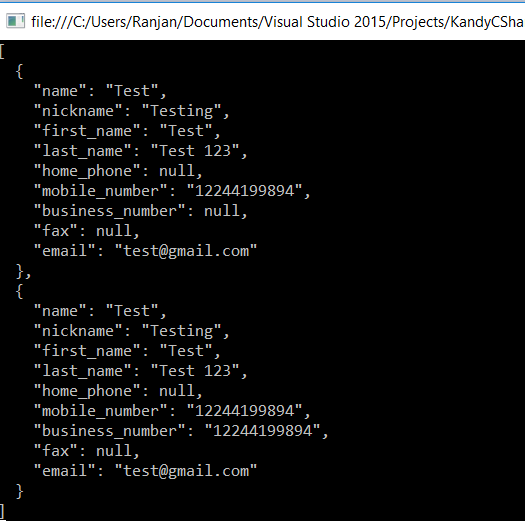 file:///C:/Users/Ranjan/Documents/Visual Studio 2015/Projects/KandyCSha
[
  {
    "name": "Test",
    "nickname": "Testing",
    "first_name": "Test",
    "last_name": "Test 123",
    "home_phone": null,
    "mobile_number": "12244199894",
    "business_number": null,
    "fax": null,
    "email": "test@gmail.com"
  },
  {
    "name": "Test",
    "nickname": "Testing",
    "first_name": "Test",
    "last_name": "Test 123",
    "home_phone": null,
    "mobile_number": "12244199894",
    "business_number": "12244199894",
    "fax": null,
    "email": "test@gmail.com"
  }
]